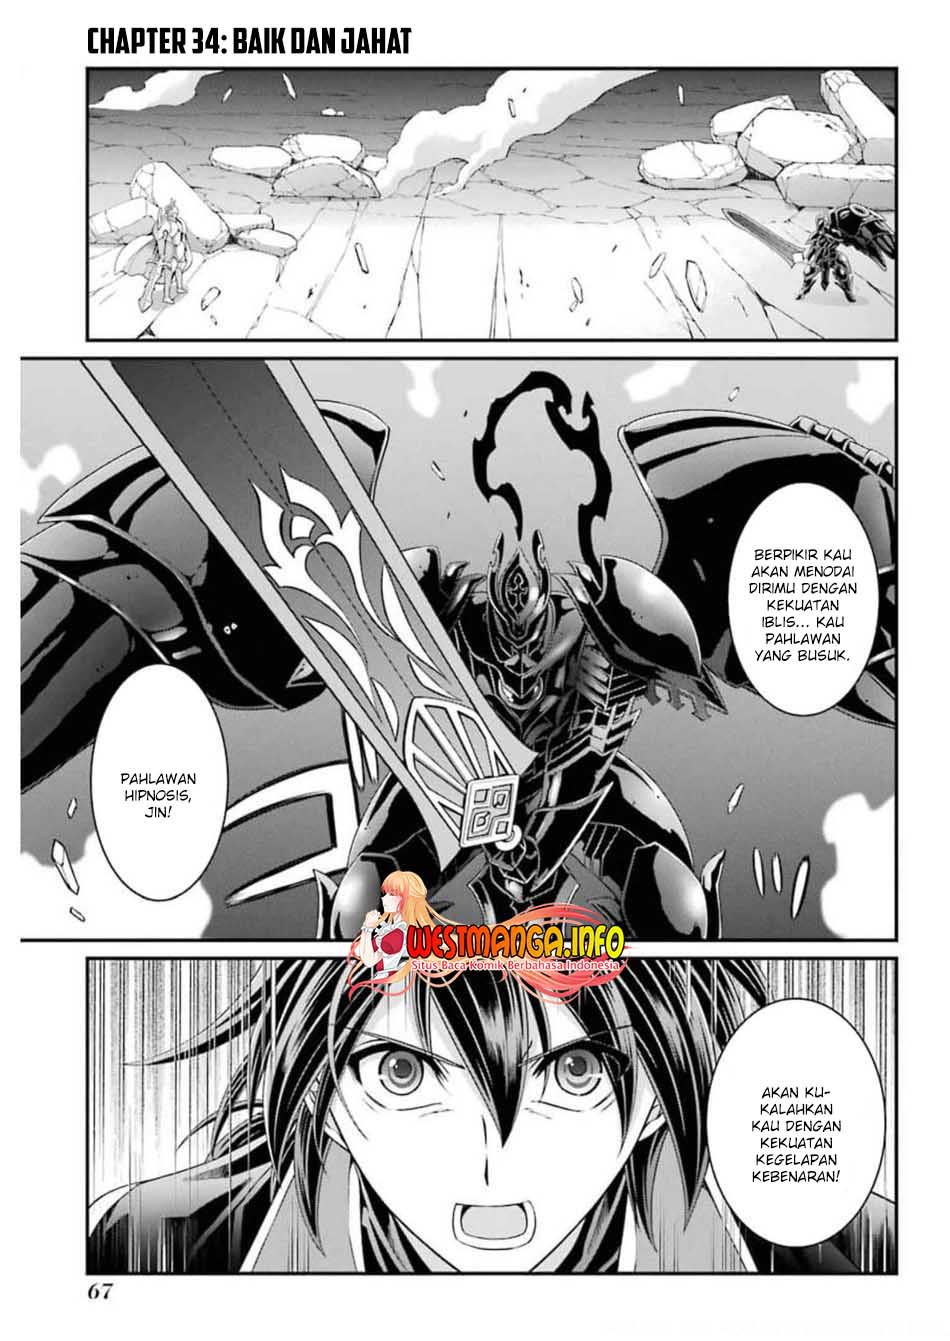 CHAPTER 34: BAIK DAN JAHAT
BERPIKIR KAU
AKAN MENODAI
DIRIMU DENGAN
KEKUATAN
IBLIS... KAU
PAHLAWAN
YANG BUSUK.
PAHLAWAN
HIPNOSIS,
JIN!
WESTMANGA.INFO
Situs Baca Komik Berbahasa Indonesia
AKAN KU-
KALAHKAN
KAU DENGAN
KEKUATAN
KEGELAPAN
KEBENARAN!
67